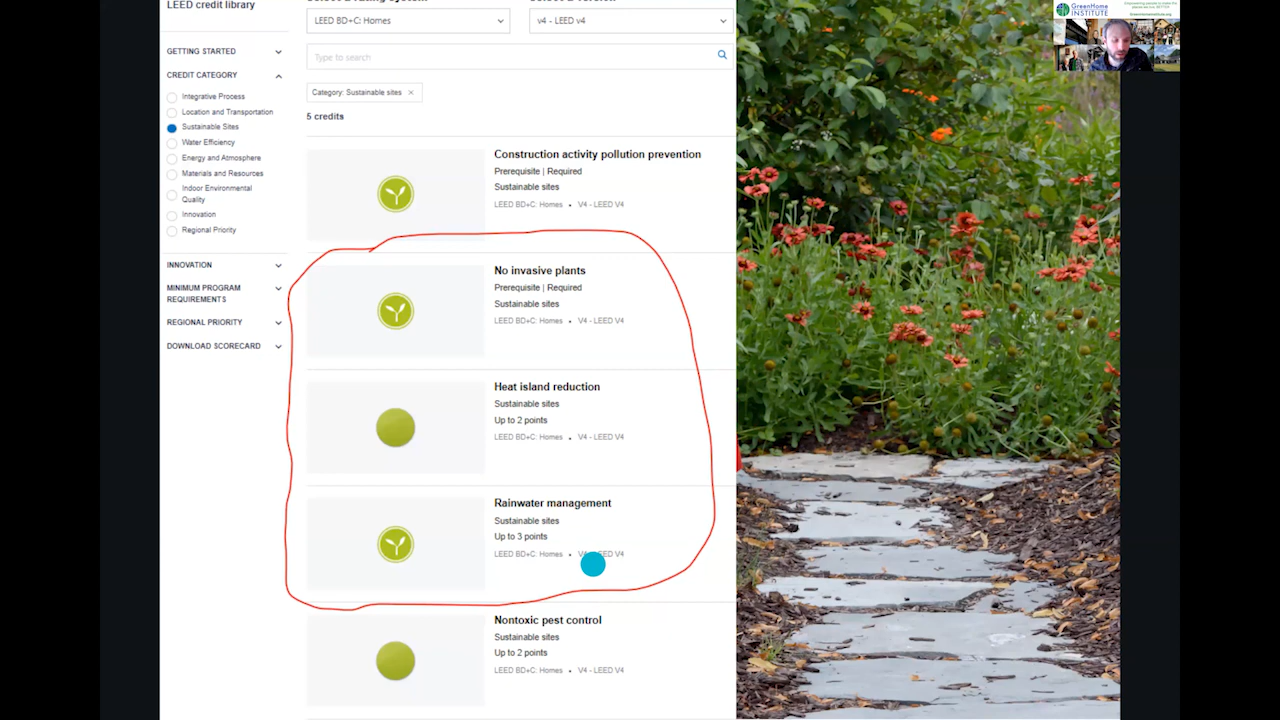 LEED credit library
GETTING STARTED
CREDIT CATEGORY
Integrative Process
Location and Transportation
Sustainable Sites
Water Efficiency
Energy and Atmosphere
Materials and Resources
Indoor Environmental
Quality
Innovation
Regional Priority
INNOVATION
MINIMUM PROGRAM
REQUIREMENTS
REGIONAL PRIORITY
DOWNLOAD SCORECARD
LEED BD+C: Homes
v4 - LEED v4
Type to search
Category: Sustainable sites ×
5 credits
Construction activity pollution prevention
Prerequisite | Required
Sustainable sites
LEED BD+C: Homes • V4 - LEED V4
No invasive plants
Prerequisite | Required
Sustainable sites
LEED BD+C: Homes • V4 - LEED V4
Heat island reduction
Sustainable sites
Up to 2 points
LEED BD+C: Homes • V4 - LEED V4
Rainwater management
Sustainable sites
Up to 3 points
LEED BD+C: Homes • V4
V4
Nontoxic pest control
Sustainable sites
Up to 2 points
LEED BD+C: Homes • V4 - LEED V4
GreenHome
INSTITUTE